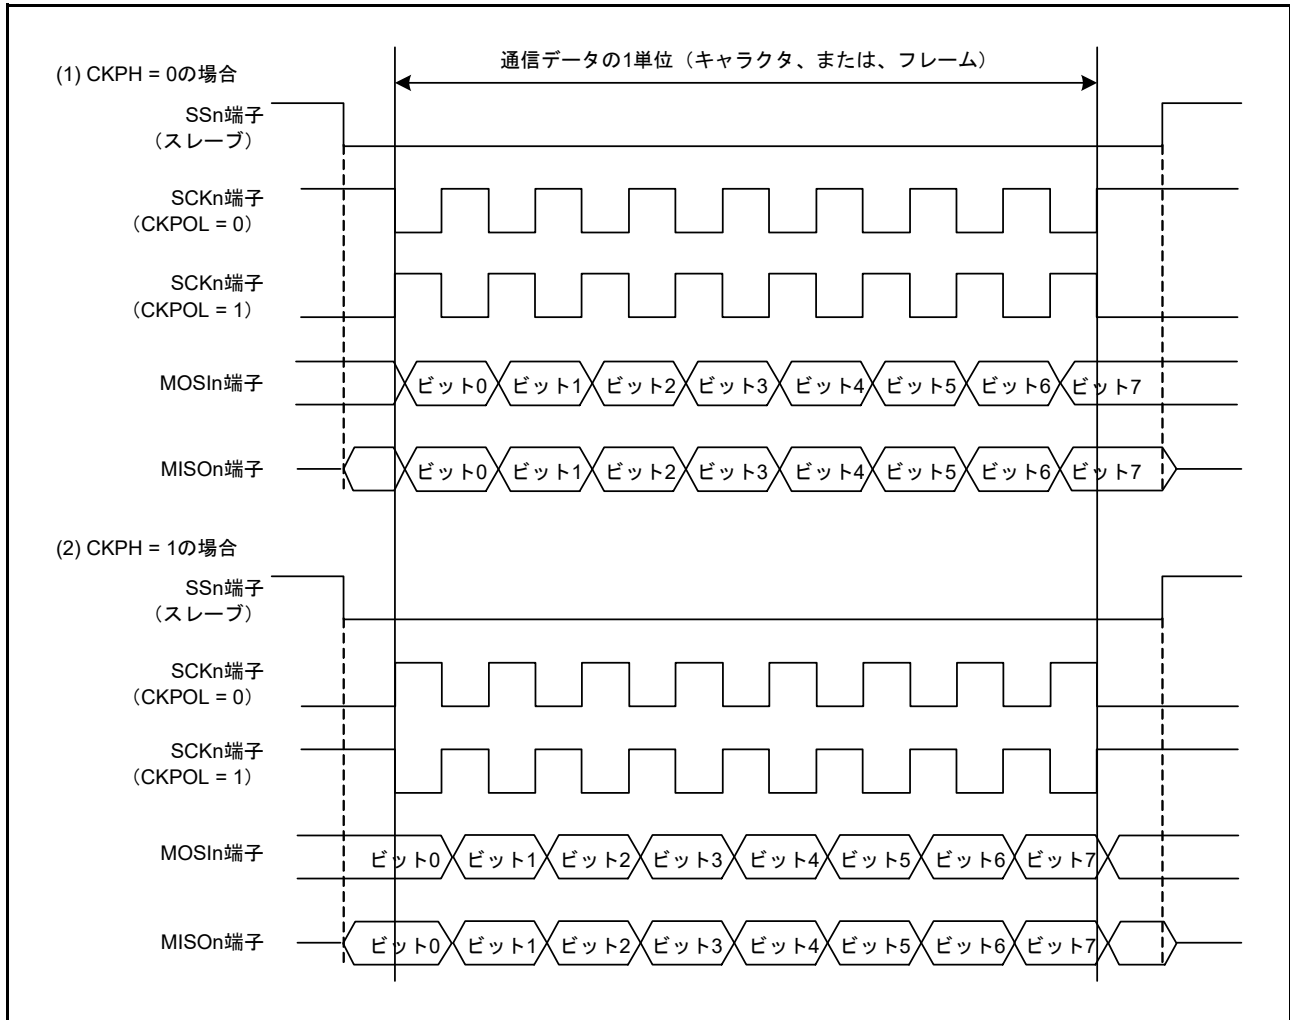 通信データの1単位（キャラクタ、または、フレーム）
(1) CKPH = 0の場合
SSn端子
（スレーブ）
SCKn端子
（CKPOL = 0）
SCKn端子
（CKPOL = 1）
MOSIn端子
ビット0 ビット1 ビット2 ビット3 ビット4 ビット5 ビット6 ビット7
MISOn端子
ビット0 ビット1 ビット2 ビット3 ビット4 ビット5 ビット6 ビット7
(2) CKPH = 1の場合
SSn端子
（スレーブ）
SCKn端子
（CKPOL = 0）
SCKn端子
（CKPOL = 1）
MOSIn端子
ビット0 ビット1 ビット2 ビット3 ビット4 ビット5 ビット6 ビット7
MISOn端子
ビット0 ビット1 ビット2 ビット3 ビット4 ビット5 ビット6 ビット7